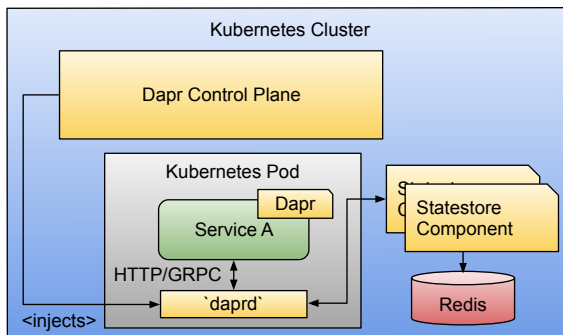 Kubernetes Cluster
Dapr Control Plane
Kubernetes Pod
Dapr
Service A
HTTP/GRPC
`daprd`
<injects>
Statestore
Component
Redis